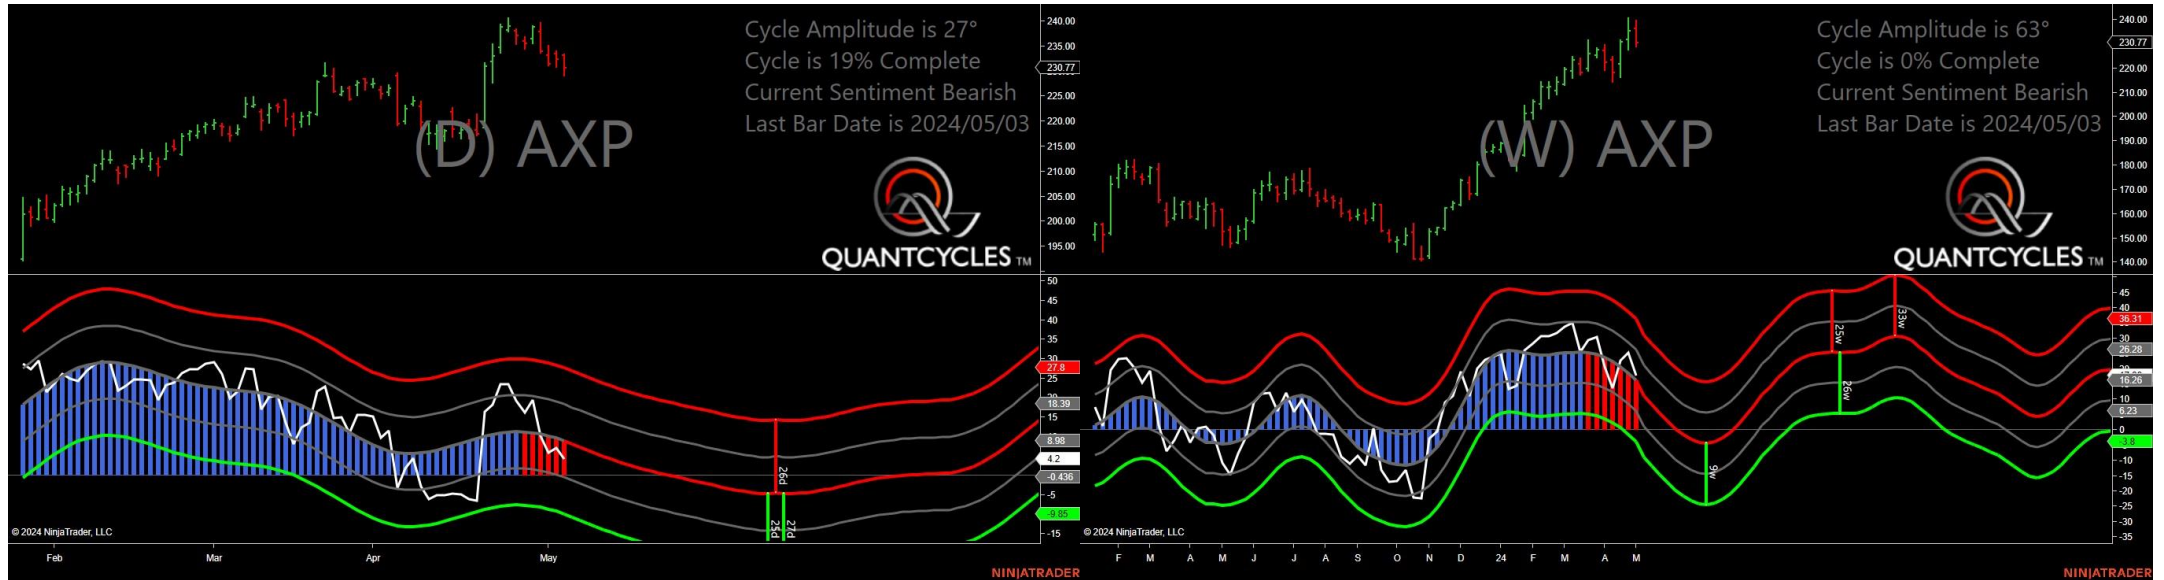 Cycle Amplitude is 27°
Cycle is 19% Complete
Current Sentiment Bearish
Last Bar Date is 2024/05/03
(D) AXP
QUANTCYCLES TM
240.00
235.00
230.77
225.00
220.00
215.00
210.00
205.00
200.00
195.00
50
45
40
35
30
27.8
25
18.39
15
8.98
4.2
-0.436
-5
-9.85
-15
26d
25d
27d
© 2024 NinjaTrader, LLC
Feb Mar Apr May
NINJATRADER
Cycle Amplitude is 63°
Cycle is 0% Complete
Current Sentiment Bearish
Last Bar Date is 2024/05/03
(W) AXP
QUANTCYCLES TM
240.00
230.77
220.00
210.00
200.00
190.00
180.00
170.00
160.00
150.00
140.00
45
36.31
30
26.28
16.26
10
6.23
0
-3.8
-10
-15
-20
-25
-30
-35
25w
33w
26w
9w
© 2024 NinjaTrader, LLC
F M A M J J A S O N D 24 F M A M
NINJATRADER